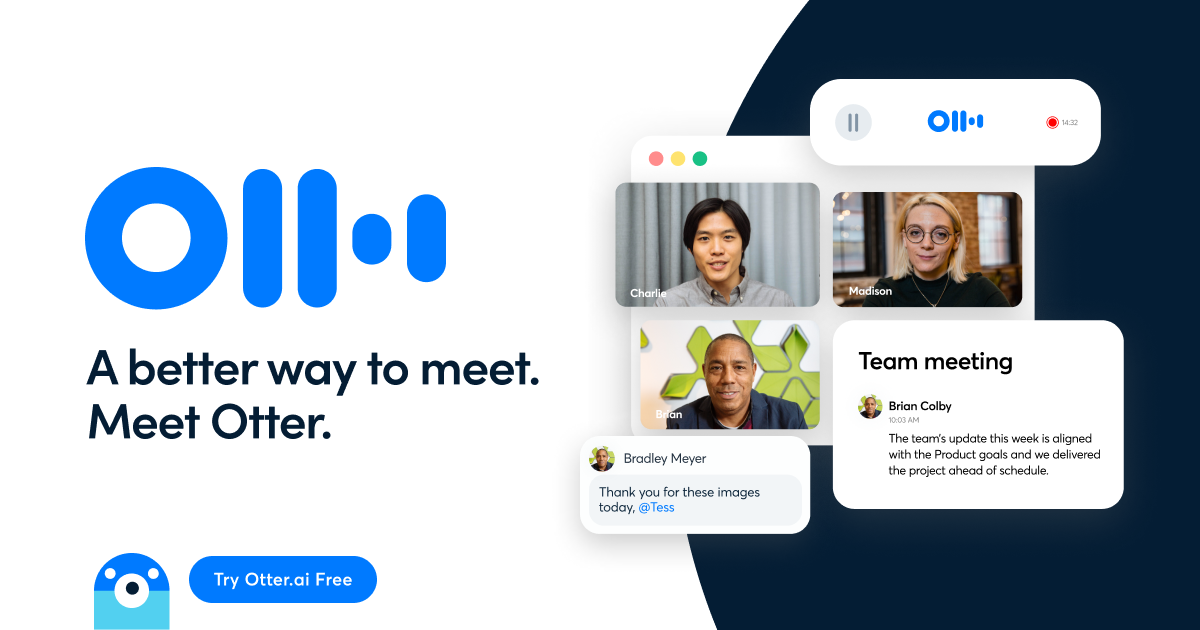 A better way to meet.
Meet Otter.
Try Otter.ai Free
14:32
Charlie
Madison
Brian
Team meeting
Brian Colby
10:03 AM
The team's update this week is aligned
with the Product goals and we delivered
the project ahead of schedule.
Bradley Meyer
Thank you for these images
today, @Tess